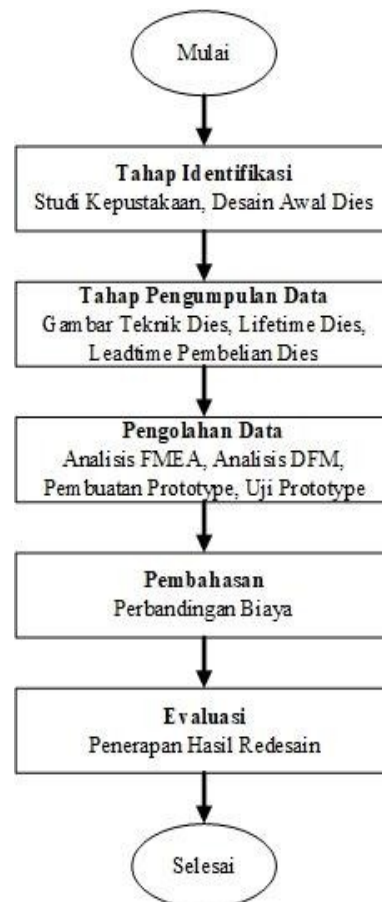 Mulai
Tahap Identifikasi
Studi Kepustakaan, Desain Awal Dies
Tahap Pengumpulan Data
Gambar Teknik Dies, Lifetime Dies,
Leadtime Pembelian Dies
Pengolahan Data
Analisis FMEA, Analisis DFM,
Pembuatan Prototype, Uji Prototype
Pembahasan
Perbandingan Biaya
Evaluasi
Penerapan Hasil Redesain
Selesai